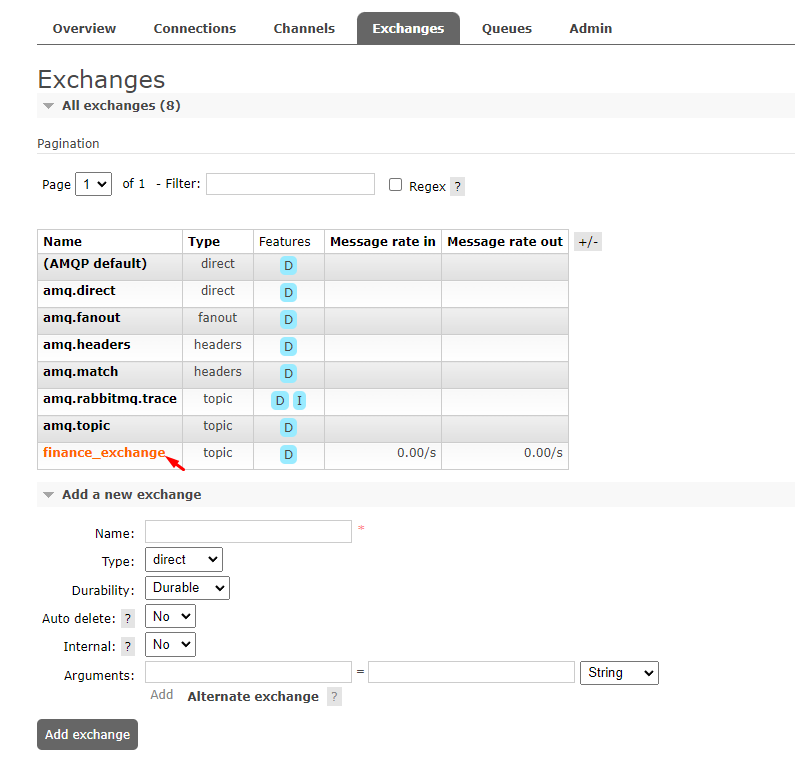 Overview Connections Channels Exchanges Queues Admin
Exchanges
All exchanges (8)
Pagination
Page 1 of 1 - Filter: Regex ?
Name Type Features Message rate in Message rate out +/-
(AMQP default) direct D
amq.direct direct D
amq.fanout fanout D
amq.headers headers D
amq.match headers D
amq.rabbitmq.trace topic D I
amq.topic topic D
finance_exchange topic D 0.00/s 0.00/s
Add a new exchange
Name: *
Type: direct
Durability: Durable
Auto delete: ? No
Internal: ? No
Arguments: = String
Add Alternate exchange ?
Add exchange